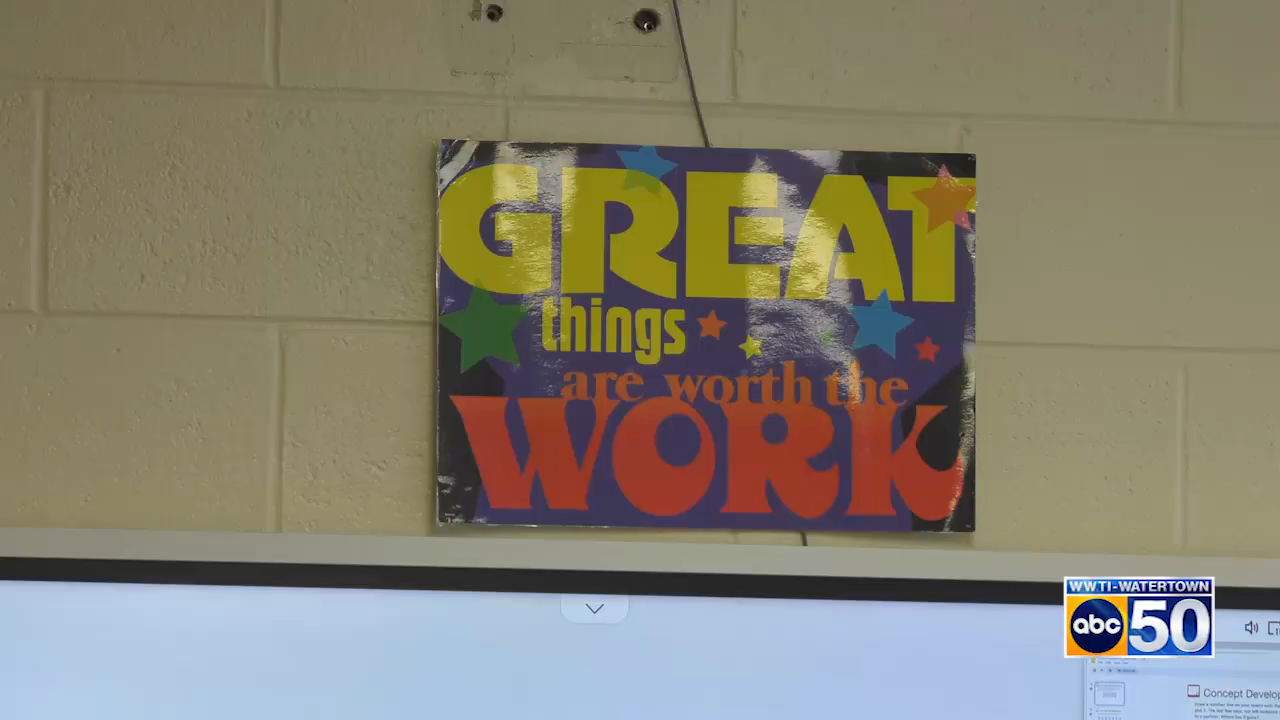 GREAT
things
are worth the
WORK
WWTI-WATERTOWN
abc 50
Concept Develop